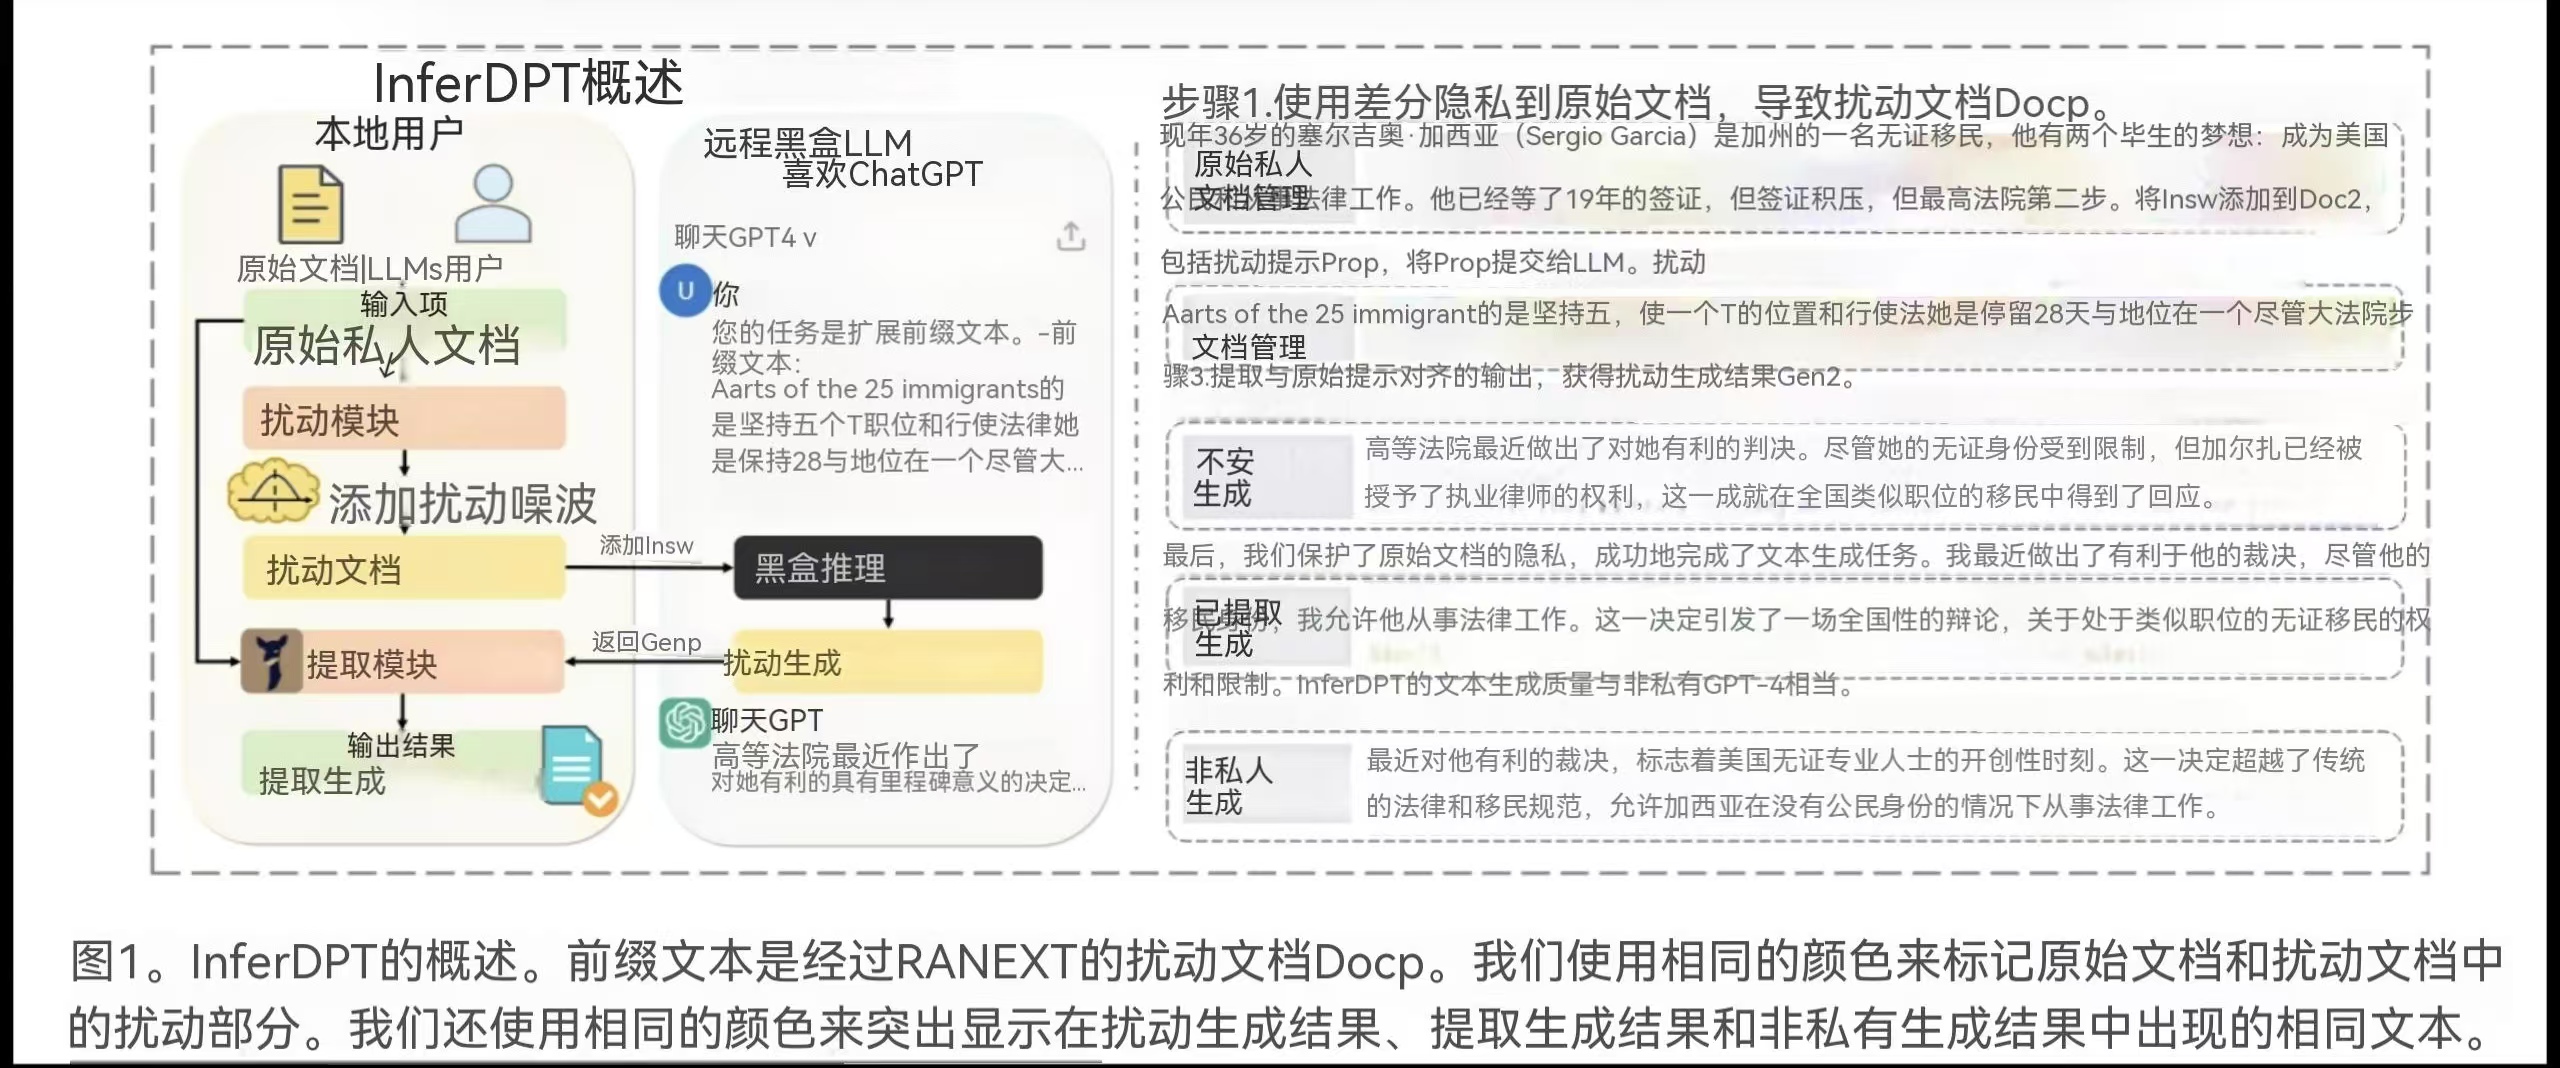 InferDPT概述
本地用户
原始文档|LLMs用户
输入项
原始私人文档
扰动模块
添加扰动噪波
扰动文档
提取模块
输出结果
提取生成
添加Insw
返回Genp
远程黑盒LLM
喜欢ChatGPT
聊天GPT4 v
U
你
您的任务是扩展前缀文本。-前
缀文本:
Aarts of the 25 immigrants的
是坚持五个T职位和行使法律她
是保持28与地位在一个尽管大...
黑盒推理
扰动生成
聊天GPT
高等法院最近作出了
对她有利的具有里程碑意义的决定...
步骤1.使用差分隐私到原始文档，导致扰动文档Docp。
现年36岁的塞尔吉奥·加西亚（Sergio Garcia）是加州的一名无证移民，他有两个毕生的梦想：成为美国
原始私人
文档管理
公民和从事法律工作。他已经等了19年的签证，但签证积压，但最高法院第二步。将Insw添加到Doc2，
包括扰动提示Prop，将Prop提交给LLM。扰动
Aarts of the 25 immigrant的是坚持五，使一个T的位置和行使法她是停留28天与地位在一个尽管大法院步
文档管理
骤3.提取与原始提示对齐的输出，获得扰动生成结果Gen2。
不安
生成
高等法院最近做出了对她有利的判决。尽管她的无证身份受到限制，但加尔扎已经被
授予了执业律师的权利，这一成就在全国类似职位的移民中得到了回应。
最后，我们保护了原始文档的隐私，成功地完成了文本生成任务。我最近做出了有利于他的裁决，尽管他的
已提取
生成
移民身份，我允许他从事法律工作。这一决定引发了一场全国性的辩论，关于处于类似职位的无证移民的权
利和限制。InferDPT的文本生成质量与非私有GPT-4相当。
非私人
生成
最近对他有利的裁决，标志着美国无证专业人士的开创性时刻。这一决定超越了传统
的法律和移民规范，允许加西亚在没有公民身份的情况下从事法律工作。
图1。InferDPT的概述。前缀文本是经过RANEXT的扰动文档Docp。我们使用相同的颜色来标记原始文档和扰动文档中
的扰动部分。我们还使用相同的颜色来突出显示在扰动生成结果、提取生成结果和非私有生成结果中出现的相同文本。